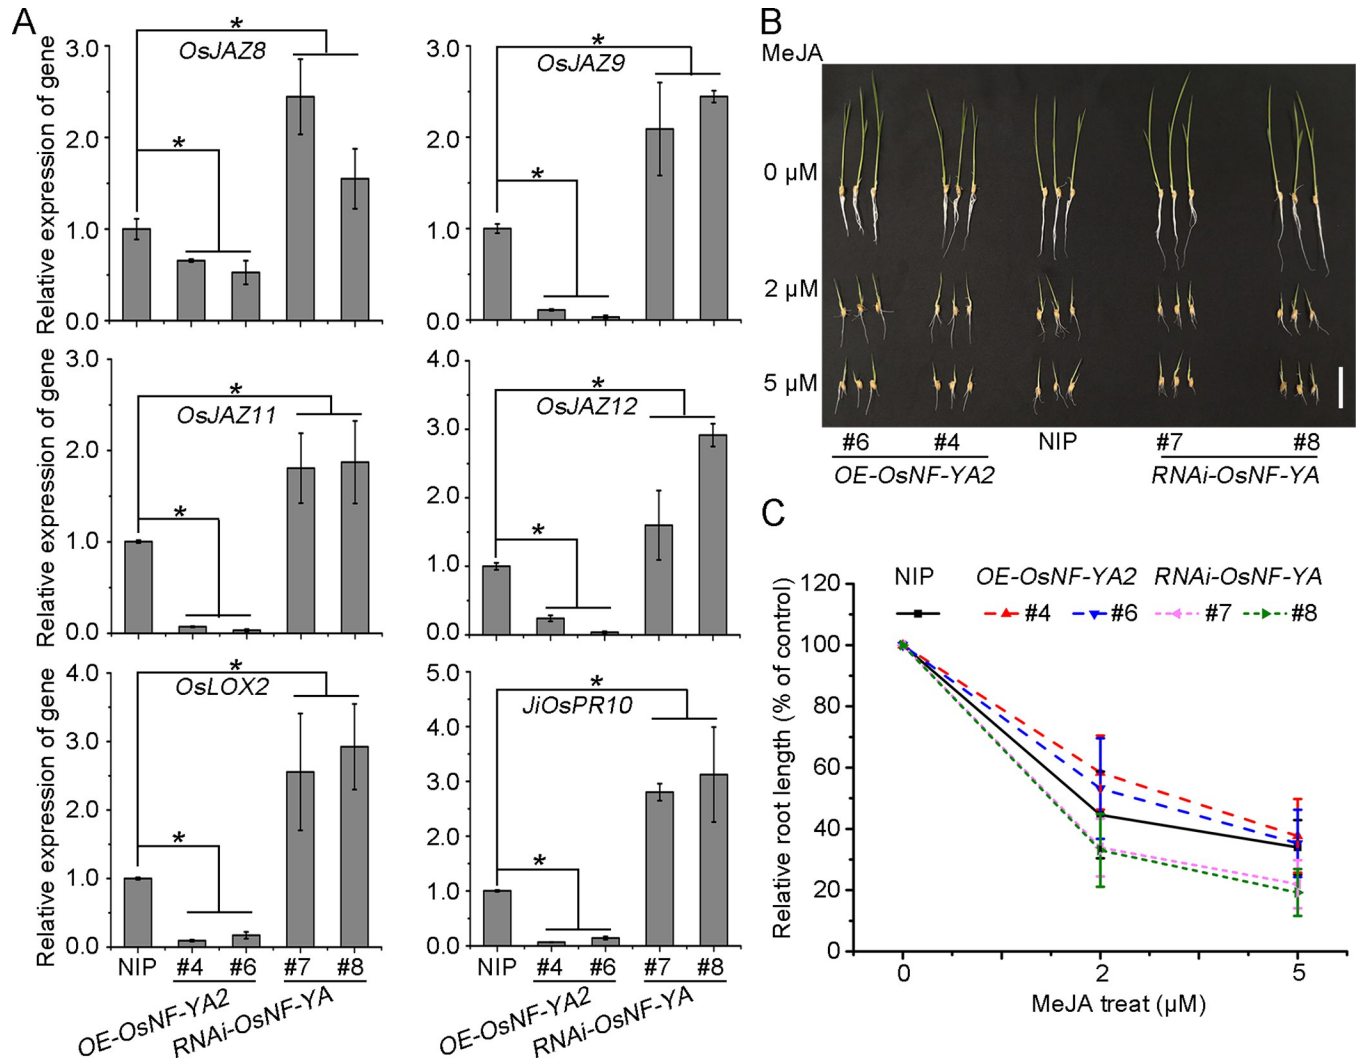 A
Relative expression of gene
OsJAZ8
*
*
3.0
2.0
1.0
0.0
OsJAZ9
*
*
3.0
2.0
1.0
0.0
Relative expression of gene
OsJAZ11
*
*
3.0
2.0
1.0
0.0
OsJAZ12
*
*
4.0
3.0
2.0
1.0
0.0
Relative expression of gene
OsLOX2
*
*
4.0
3.0
2.0
1.0
0.0
NIP #4 #6 #7 #8
OE-OsNF-YA2
RNAi-OsNF-YA
JiOsPR10
*
*
5.0
4.0
3.0
2.0
1.0
0.0
NIP #4 #6 #7 #8
OE-OsNF-YA2
RNAi-OsNF-YA
B
MeJA
0 μM
2 μM
5 μM
#6 #4 NIP #7 #8
OE-OsNF-YA2 RNAi-OsNF-YA
C
NIP OE-OsNF-YA2 RNAi-OsNF-YA
#4 #6 #7 #8
Relative root length (% of control)
120
100
80
60
40
20
0
0 2 5
MeJA treat (μM)